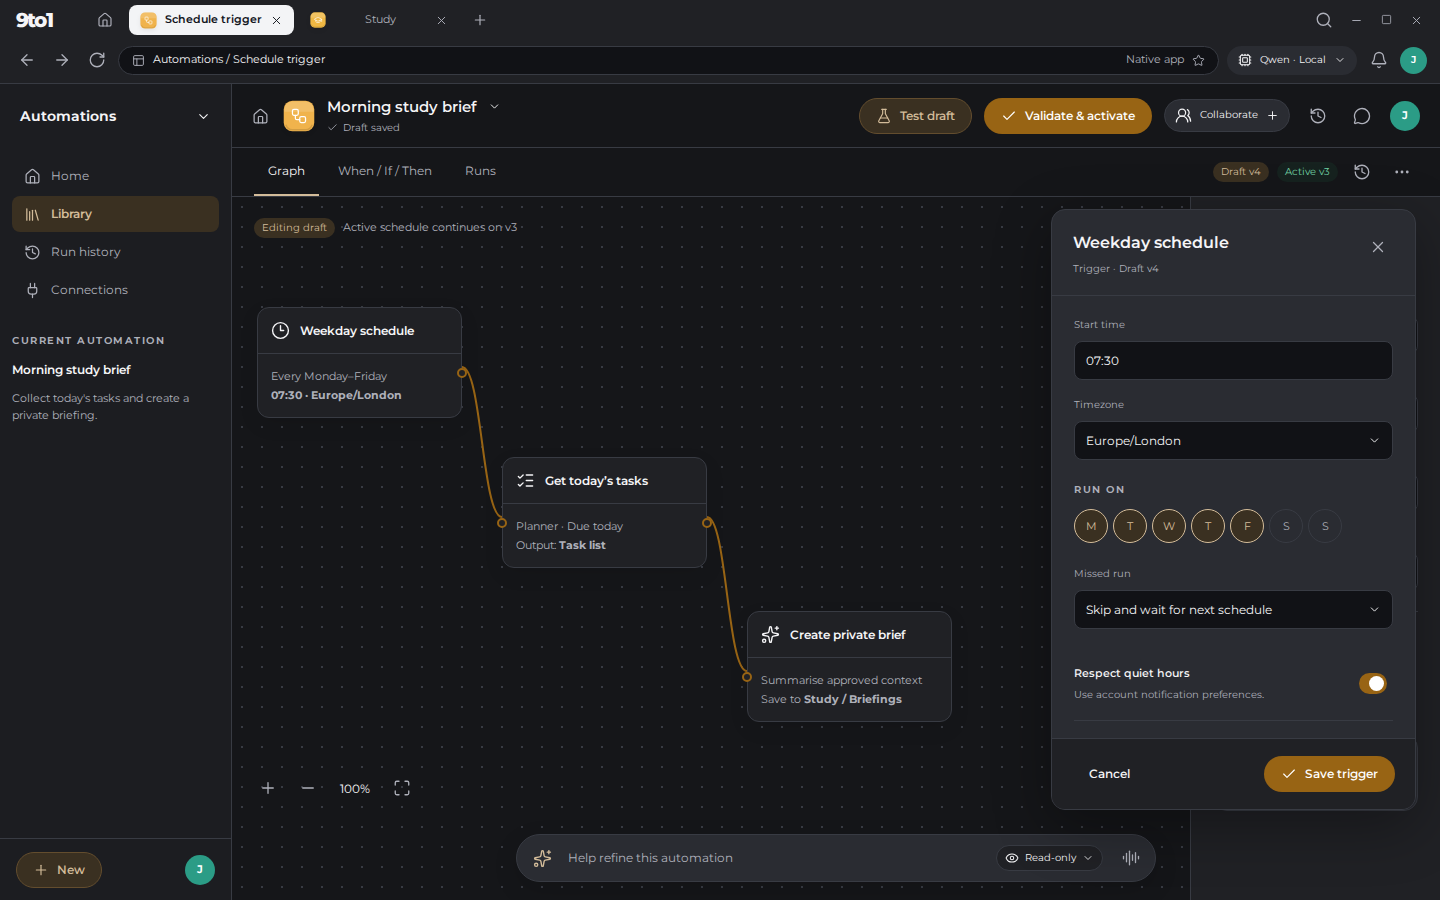 9to1
Schedule trigger
Study
Automations / Schedule trigger
Native app
Qwen · Local
J
Automations
Home
Library
Run history
Connections
CURRENT AUTOMATION
Morning study brief
Collect today's tasks and create a
private briefing.
New
J
Morning study brief
Draft saved
Test draft
Validate & activate
Collaborate
J
Graph
When / If / Then
Runs
Draft v4
Active v3
Editing draft
Active schedule continues on v3
Weekday schedule
Every Monday–Friday
07:30 · Europe/London
Get today’s tasks
Planner · Due today
Output: Task list
Create private brief
Summarise approved context
Save to Study / Briefings
100%
Help refine this automation
Read-only
Weekday schedule
Trigger · Draft v4
Start time
07:30
Timezone
Europe/London
RUN ON
M T W T F S S
Missed run
Skip and wait for next schedule
Respect quiet hours
Use account notification preferences.
Cancel
Save trigger